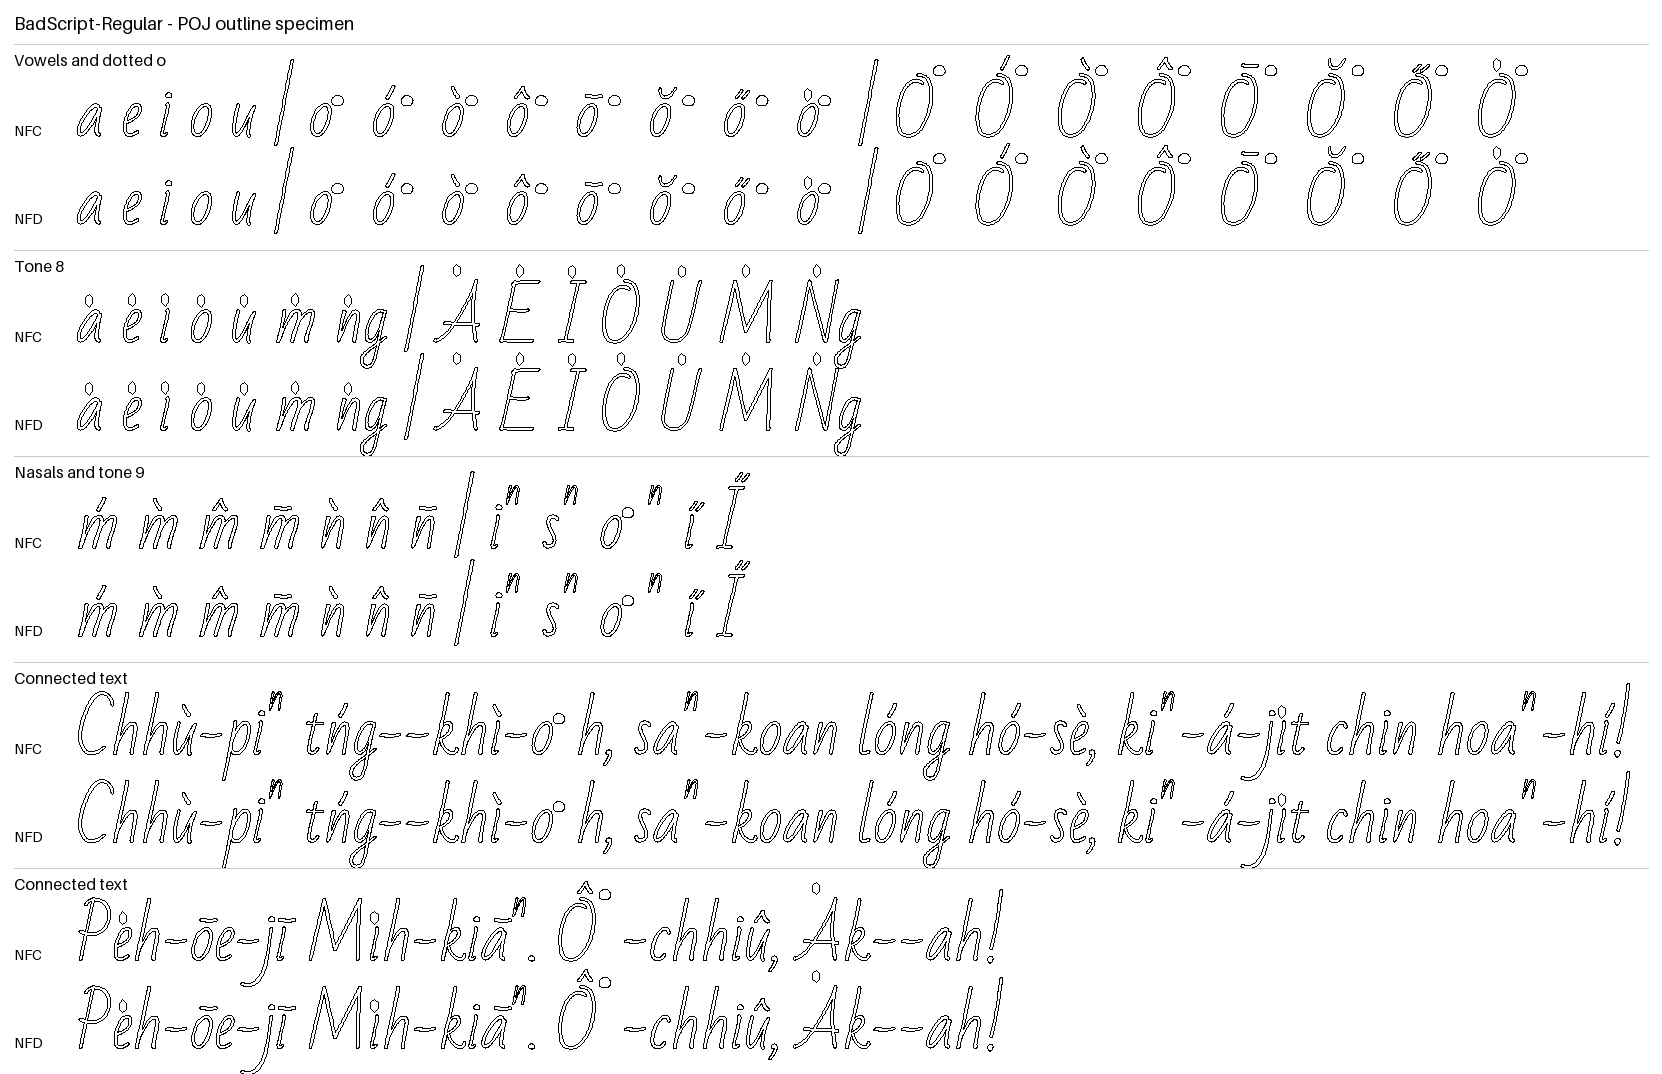 BadScript-Regular - POJ outline specimen
Vowels and dotted o
NFC a e i o u / o͘ ó͘ ò͘ ô͘ ō͘ ŏ͘ ő͘ o̍͘ / O͘ Ó͘ Ò͘ Ô͘ Ō͘ Ŏ͘ Ő͘ O̍͘
NFD a e i o u / o͘ ó͘ ò͘ ô͘ ō͘ ŏ͘ ő͘ o̍͘ / O͘ Ó͘ Ò͘ Ô͘ Ō͘ Ŏ͘ Ő͘ O̍͘
Tone 8
NFC a̍ e̍ i̍ o̍ u̍ m̍ n̍g / A̍ E̍ I̍ O̍ U̍ M̍ N̍g
NFD a̍ e̍ i̍ o̍ u̍ m̍ n̍g / A̍ E̍ I̍ O̍ U̍ M̍ N̍g
Nasals and tone 9
NFC ḿ m̀ m̂ m̄ ǹ n̂ n̄ / iⁿ sⁿ o͘ⁿ i̋ I̋
NFD ḿ m̀ m̂ m̄ ǹ n̂ n̄ / iⁿ sⁿ o͘ⁿ i̋ I̋
Connected text
NFC Chhù-piⁿ tńg--khì-o͘h, saⁿ-koan lóng hó-sè, kiⁿ-á-ji̍t chin hoaⁿ-hí!
NFD Chhù-piⁿ tńg--khì-o͘h, saⁿ-koan lóng hó-sè, kiⁿ-á-ji̍t chin hoaⁿ-hí!
Connected text
NFC Pe̍h-ōe-jī Mi̍h-kiāⁿ. Ô͘-chhiû, A̍k--ah!
NFD Pe̍h-ōe-jī Mi̍h-kiāⁿ. Ô͘-chhiû, A̍k--ah!